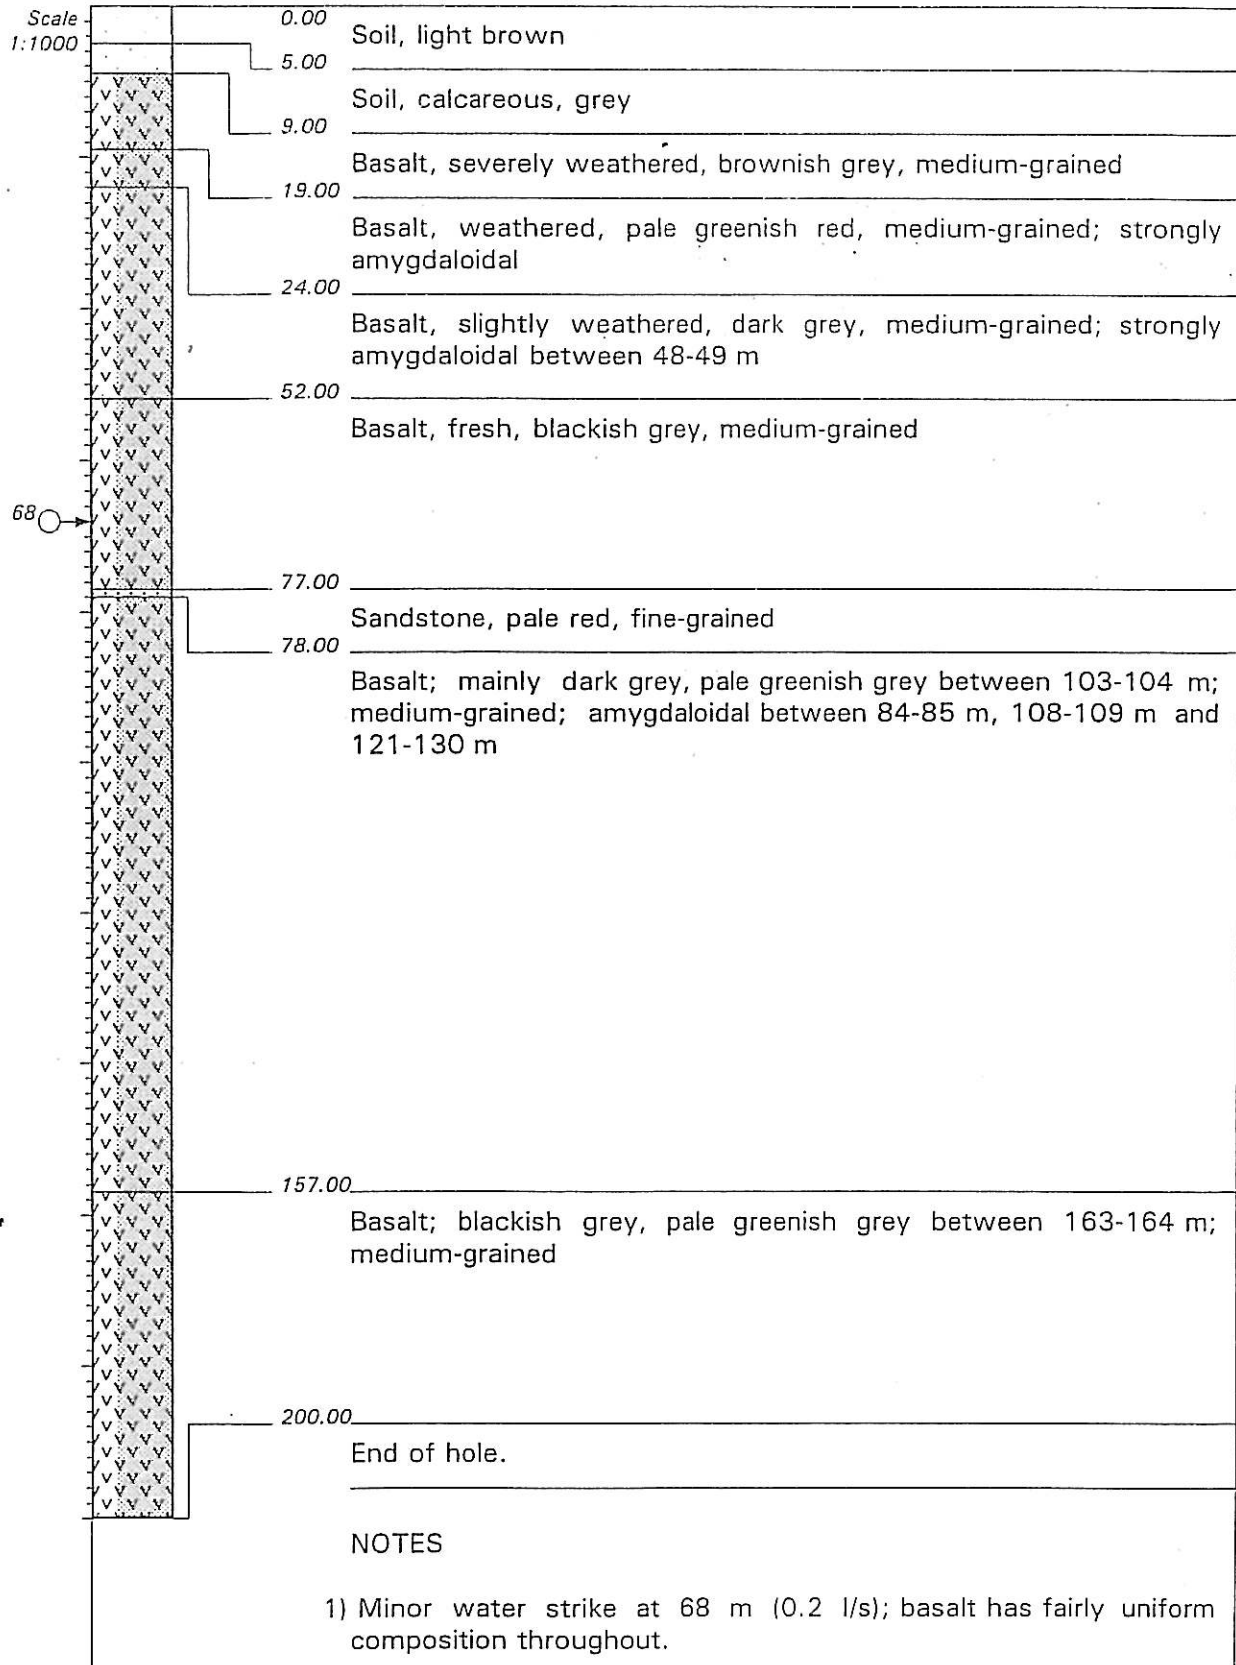 Scale
1:1000
0.00
Soil, light brown
5.00
Soil, calcareous, grey
9.00
Basalt, severely weathered, brownish grey, medium-grained
19.00
Basalt, weathered, pale greenish red, medium-grained; strongly
amygdaloidal
24.00
Basalt, slightly weathered, dark grey, medium-grained; strongly
amygdaloidal between 48-49 m
52.00
Basalt, fresh, blackish grey, medium-grained
68
77.00
Sandstone, pale red, fine-grained
78.00
Basalt; mainly dark grey, pale greenish grey between 103-104 m;
medium-grained; amygdaloidal between 84-85 m, 108-109 m and
121-130 m
157.00
Basalt; blackish grey, pale greenish grey between 163-164 m;
medium-grained
200.00
End of hole.
NOTES
1) Minor water strike at 68 m (0.2 l/s); basalt has fairly uniform
composition throughout.